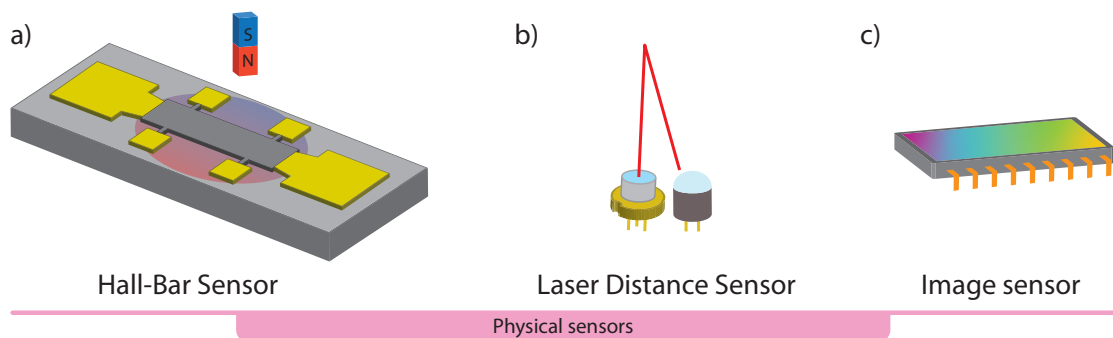 a)
S
N
b)
c)
Hall-Bar Sensor
Laser Distance Sensor
Image sensor
Physical sensors